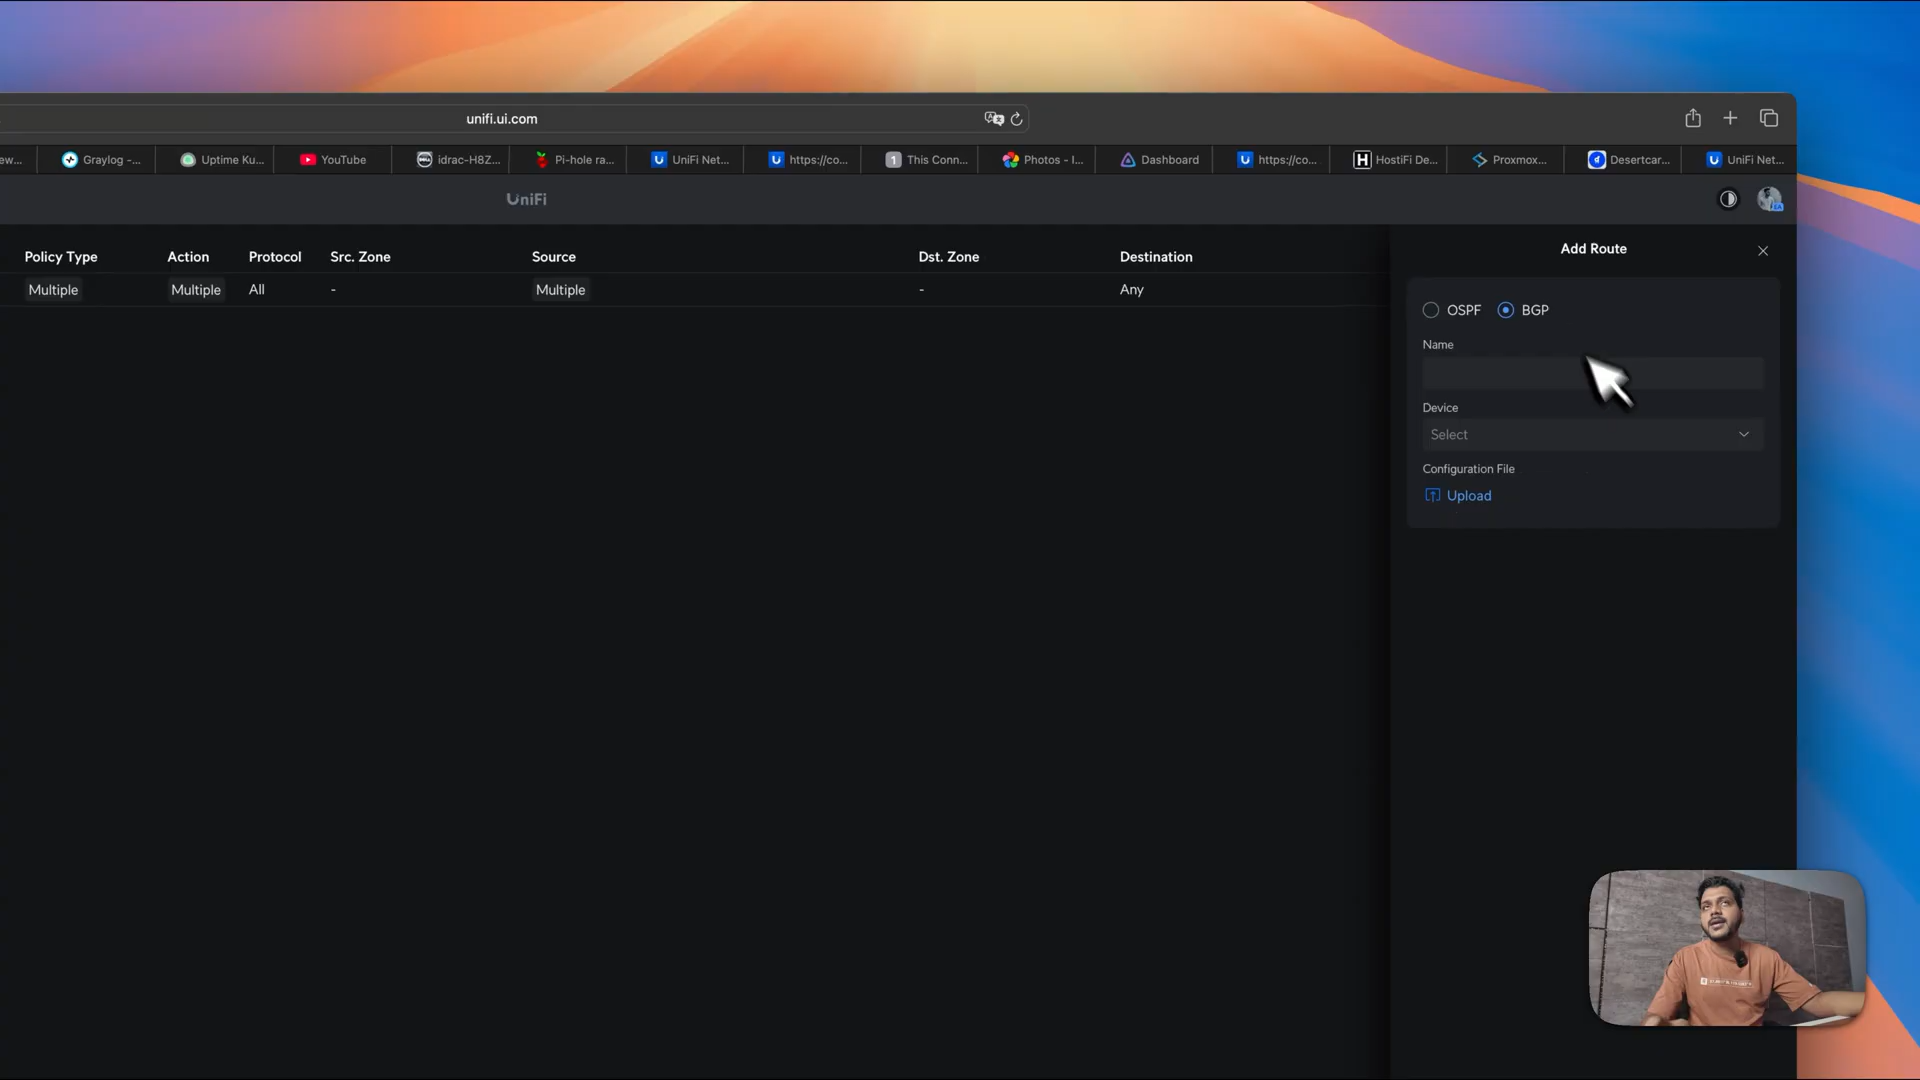 unifi.ui.com
ew...
Graylog -...
Uptime Ku...
YouTube
idrac-H8Z...
Pi-hole ra...
UniFi Net...
https://co...
1 This Conn...
Photos - I...
Dashboard
https://co...
H HostiFi De...
Proxmox...
Desertcar...
UniFi Net...
UniFi
Policy Type Action Protocol Src. Zone Source Dst. Zone Destination
Multiple Multiple All - Multiple - Any
Add Route
OSPF BGP
Name
Device
Select
Configuration File
Upload